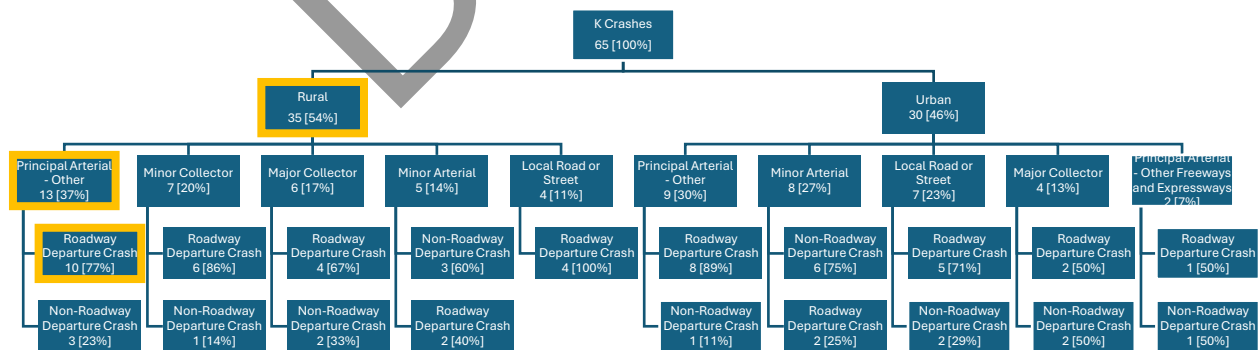 K Crashes
65 [100%]
Rural
35 [54%]
Urban
30 [46%]
Principal Arterial
- Other
13 [37%]
Minor Collector
7 [20%]
Major Collector
6 [17%]
Minor Arterial
5 [14%]
Local Road or
Street
4 [11%]
Principal Arterial
- Other
9 [30%]
Minor Arterial
8 [27%]
Local Road or
Street
7 [23%]
Major Collector
4 [13%]
Principal Arterial
- Other Freeways
and Expressways
2 [7%]
Roadway
Departure Crash
10 [77%]
Roadway
Departure Crash
6 [86%]
Roadway
Departure Crash
4 [67%]
Non-Roadway
Departure Crash
3 [60%]
Roadway
Departure Crash
4 [100%]
Roadway
Departure Crash
8 [89%]
Non-Roadway
Departure Crash
6 [75%]
Roadway
Departure Crash
5 [71%]
Roadway
Departure Crash
2 [50%]
Roadway
Departure Crash
1 [50%]
Non-Roadway
Departure Crash
3 [23%]
Non-Roadway
Departure Crash
1 [14%]
Non-Roadway
Departure Crash
2 [33%]
Roadway
Departure Crash
2 [40%]
Non-Roadway
Departure Crash
1 [11%]
Roadway
Departure Crash
2 [25%]
Non-Roadway
Departure Crash
2 [29%]
Non-Roadway
Departure Crash
2 [50%]
Non-Roadway
Departure Crash
1 [50%]